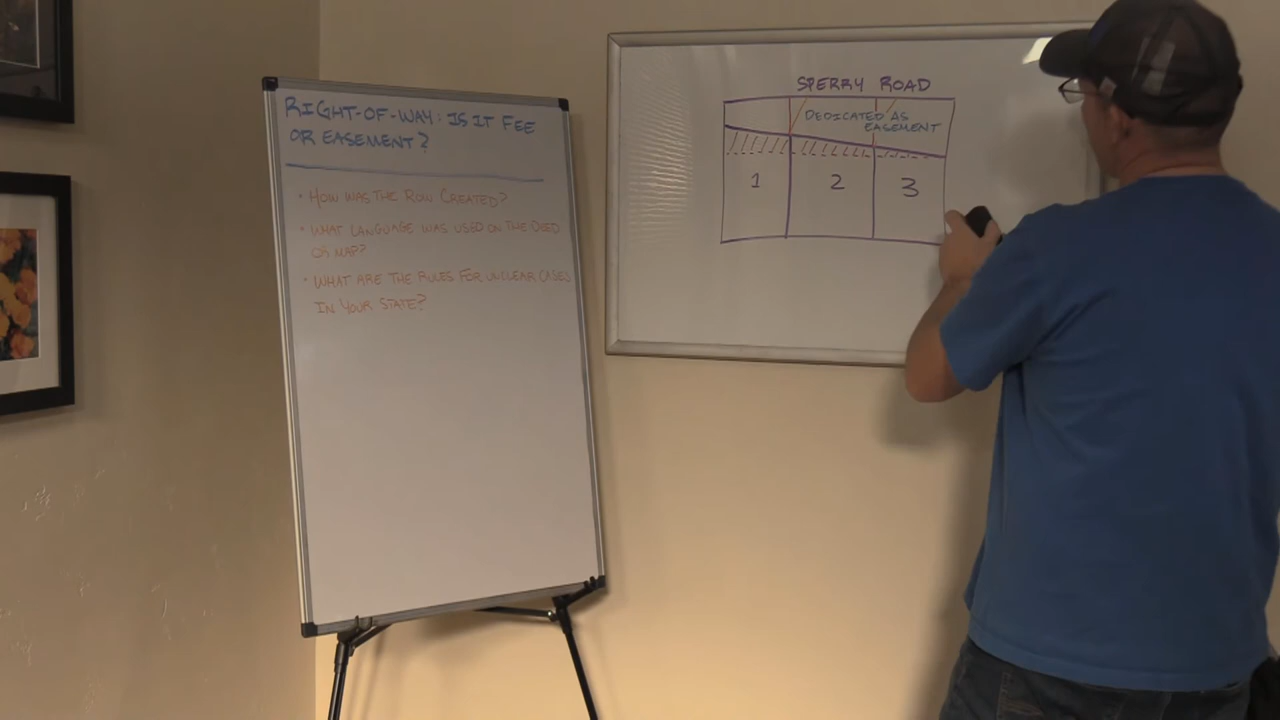 RIGHT-OF-WAY: IS IT FEE
OR EASEMENT?
• HOW WAS THE ROW CREATED?
• WHAT LANGUAGE WAS USED ON THE DEED
OR MAP?
• WHAT ARE THE RULES FOR UNCLEAR CASES
IN YOUR STATE?
SPERRY ROAD
DEDICATED AS
EASEMENT
1 2 3